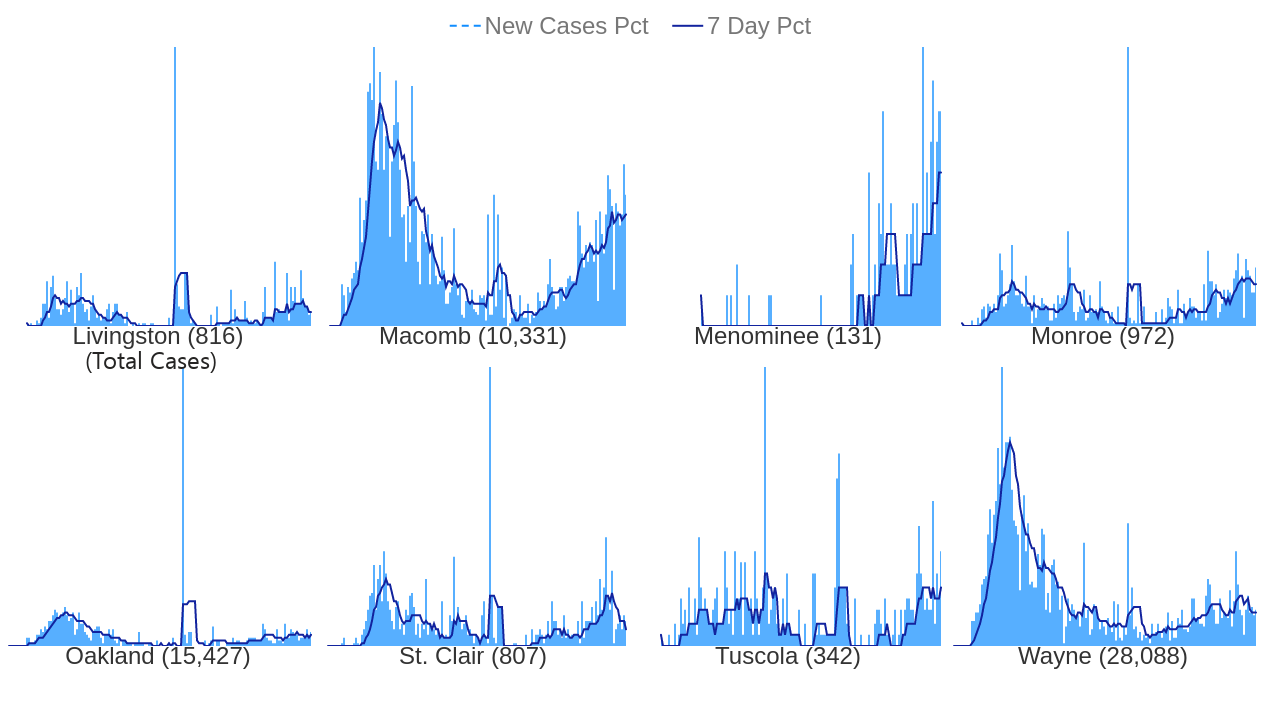 New Cases Pct 7 Day Pct
Livingston (816)
(Total Cases)
Macomb (10,331)
Menominee (131)
Monroe (972)
Oakland (15,427)
St. Clair (807)
Tuscola (342)
Wayne (28,088)